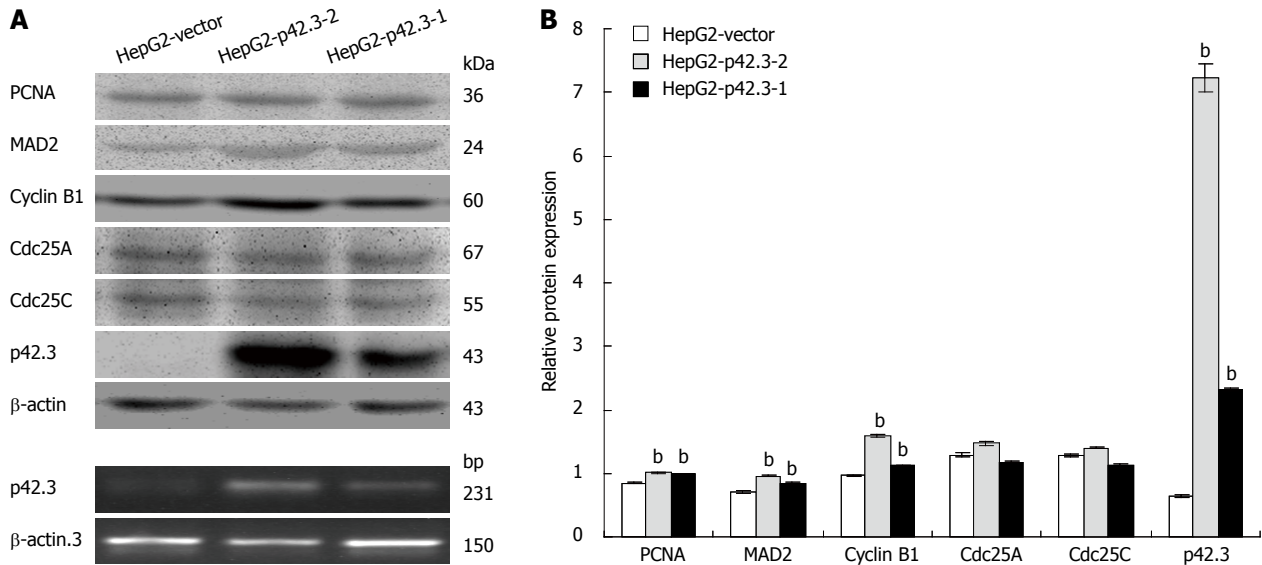 A
HepG2-vector
HepG2-p42.3-2
HepG2-p42.3-1
kDa
PCNA
36
MAD2
24
Cyclin B1
60
Cdc25A
67
Cdc25C
55
p42.3
43
β-actin
43
bp
p42.3
231
β-actin.3
150
B
HepG2-vector
HepG2-p42.3-2
HepG2-p42.3-1
Relative protein expression
8
7
6
5
4
3
2
1
0
b b
b b
b b
b b
PCNA MAD2 Cyclin B1 Cdc25A Cdc25C p42.3